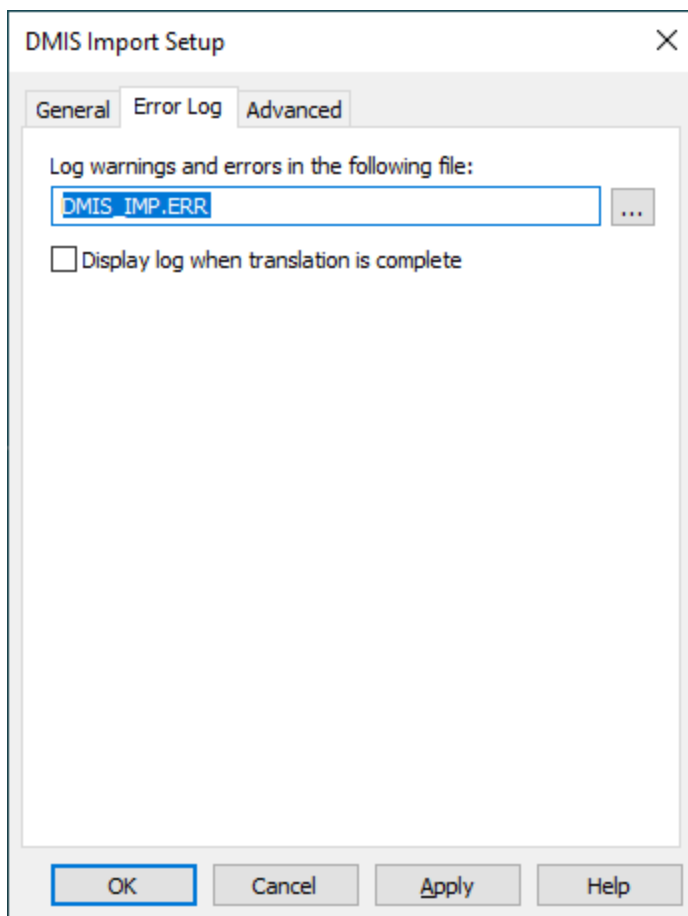 DMIS Import Setup
General Error Log Advanced
Log warnings and errors in the following file:
DMIS_IMP.ERR ...
Display log when translation is complete
OK Cancel Apply Help